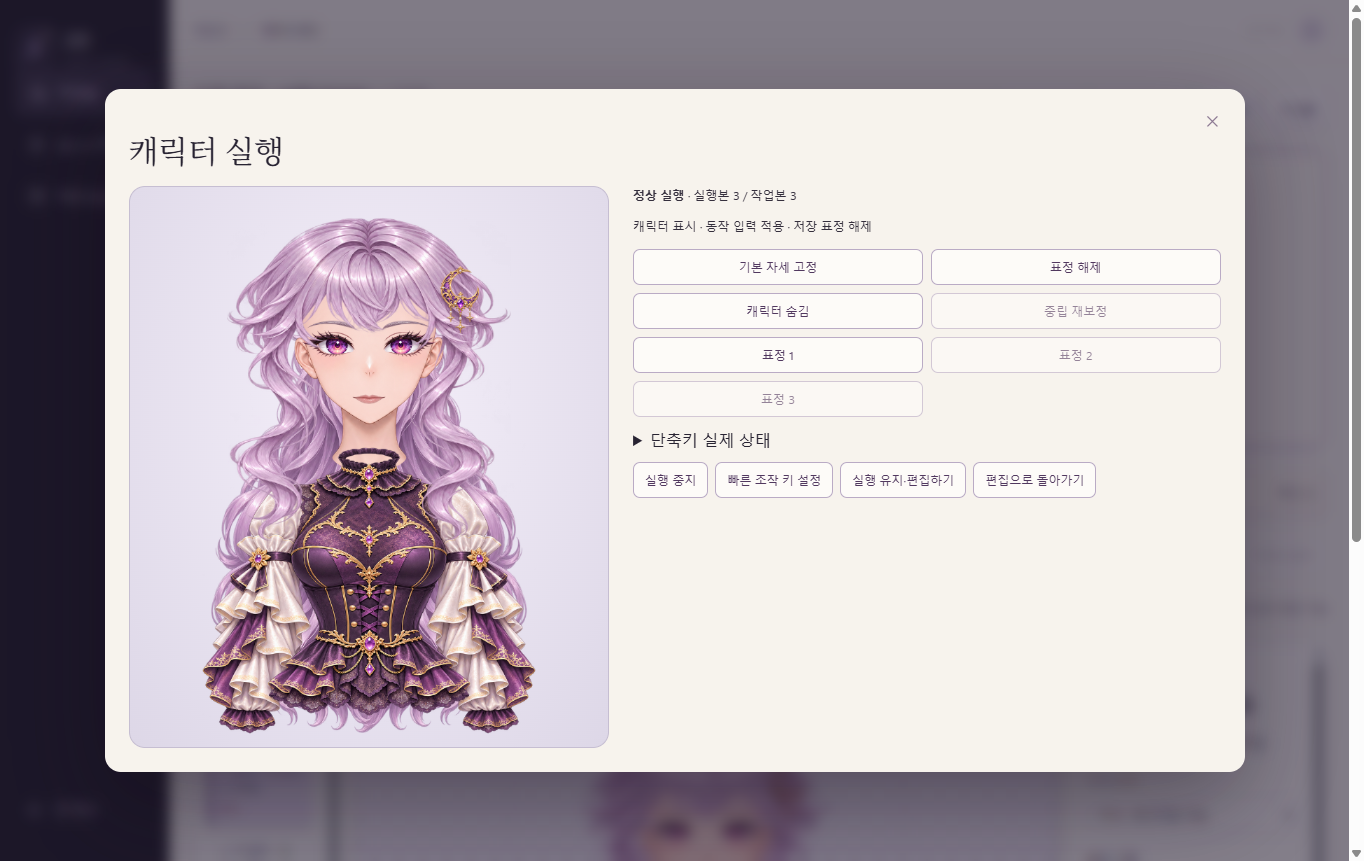 캐릭터 실행
정상 실행 · 실행본 3 / 작업본 3
캐릭터 표시 · 동작 입력 적용 · 저장 표정 해제
기본 자세 고정
표정 해제
캐릭터 숨김
중립 재보정
표정 1
표정 2
표정 3
▶ 단축키 실제 상태
실행 중지
빠른 조작 키 설정
실행 유지·편집하기
편집으로 돌아가기